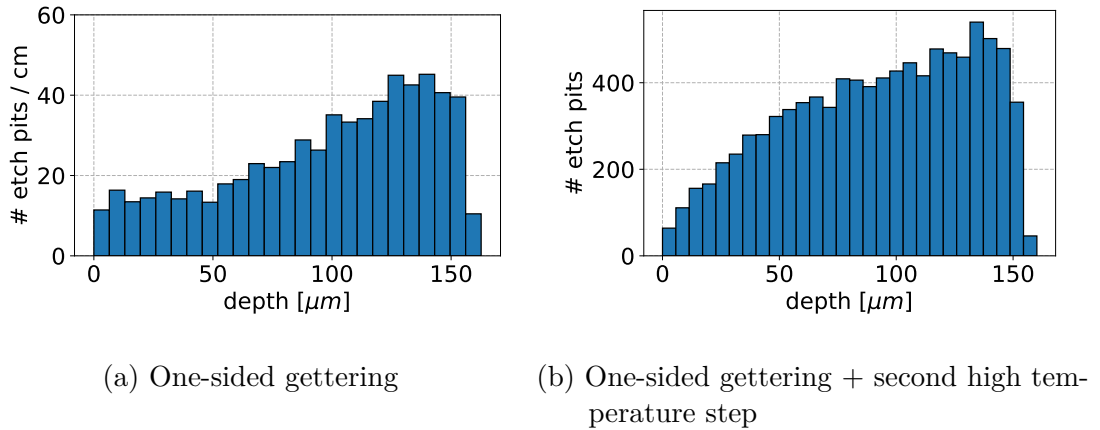 60
40
20
0
# etch pits / cm
0 50 100 150
depth [μm]
400
200
0
# etch pits
0 50 100 150
depth [μm]
(a) One-sided gettering
(b) One-sided gettering + second high tem-
perature step